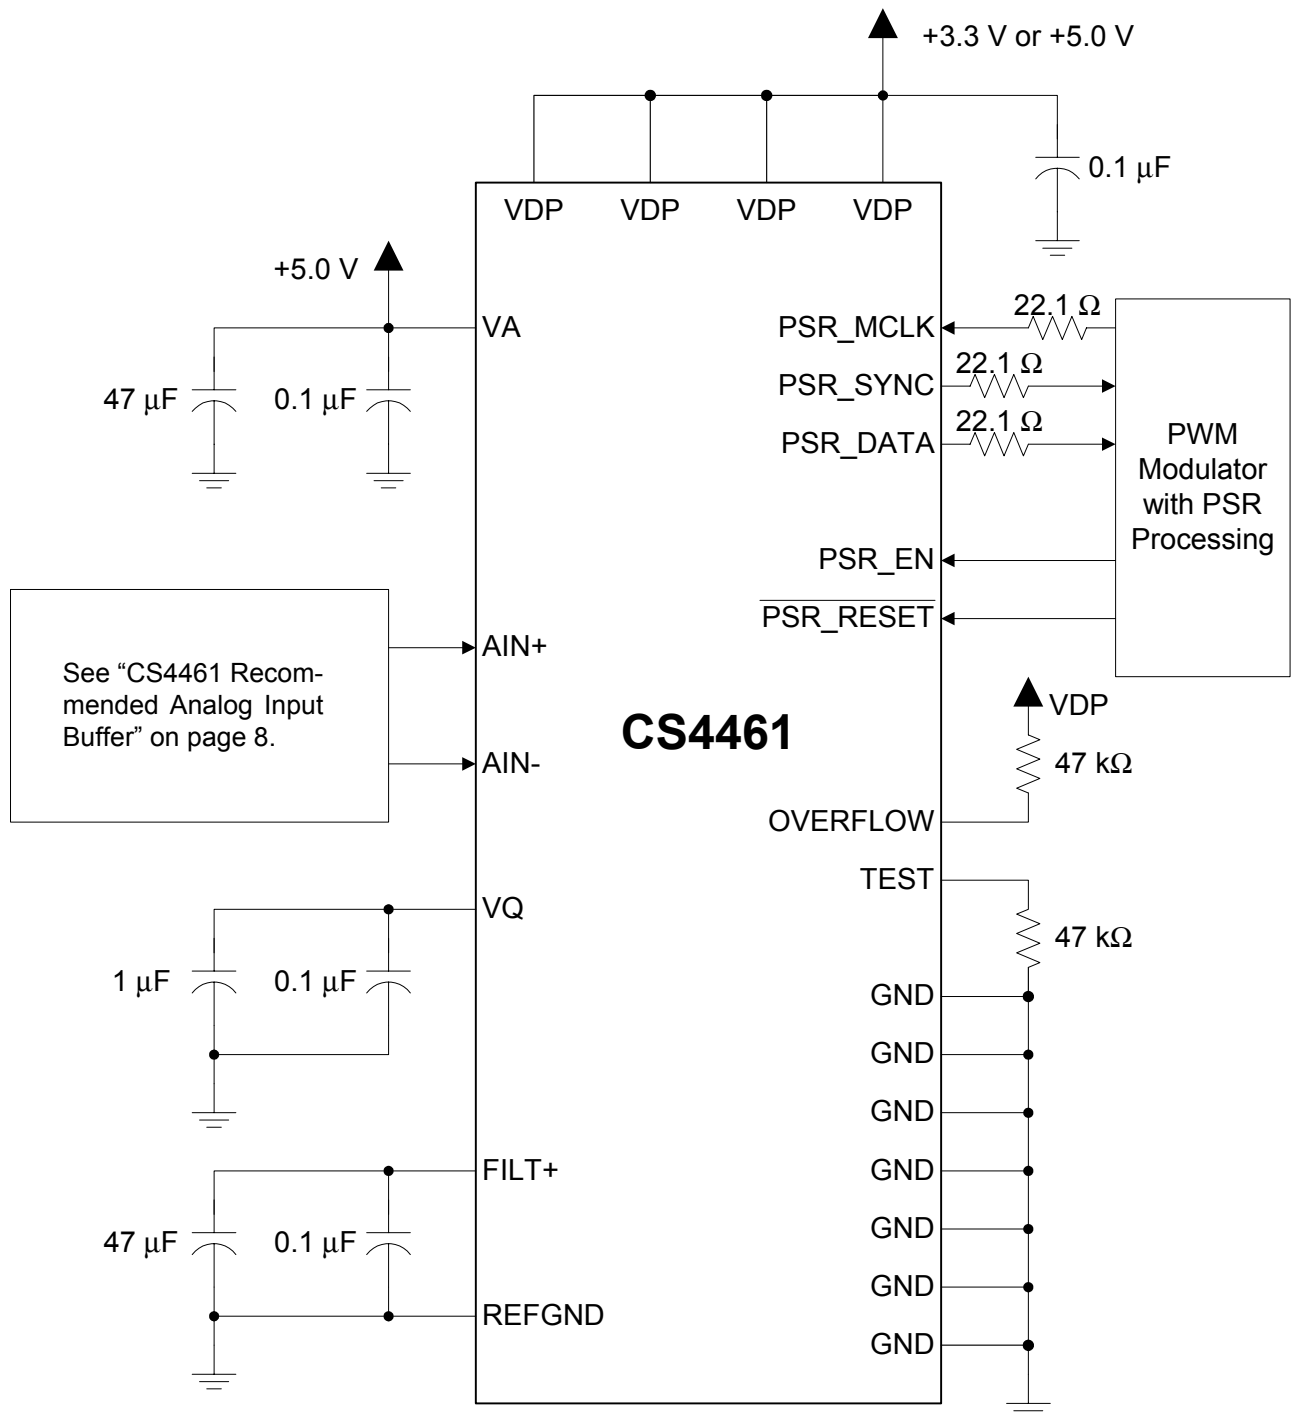 +3.3 V or +5.0 V
0.1 μF
VDP VDP VDP VDP
+5.0 V
VA
47 μF 0.1 μF
PSR_MCLK
22.1 Ω
PSR_SYNC
22.1 Ω
PSR_DATA
22.1 Ω
PWM
Modulator
with PSR
Processing
PSR_EN
PSR_RESET
See “CS4461 Recom-
mended Analog Input
Buffer” on page 8.
AIN+
AIN-
CS4461
VDP
47 kΩ
OVERFLOW
TEST
47 kΩ
VQ
1 μF 0.1 μF
GND
GND
GND
GND
GND
GND
GND
FILT+
47 μF 0.1 μF
REFGND